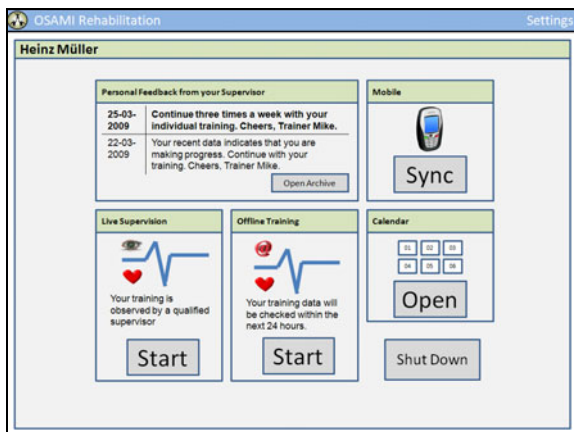 OSAMI Rehabilitation
Settings
Heinz Müller
Personal Feedback from your Supervisor
25-03-
2009
Continue three times a week with your
individual training. Cheers, Trainer Mike.
22-03-
2009
Your recent data indicates that you are
making progress. Continue with your
training. Cheers, Trainer Mike.
Open Archive
Mobile
Sync
Live Supervision
Your training is
observed by a qualified
supervisor
Start
Offline Training
@
Your training data will
be checked within the
next 24 hours.
Start
Calendar
01 02 03
04 05 06
Open
Shut Down